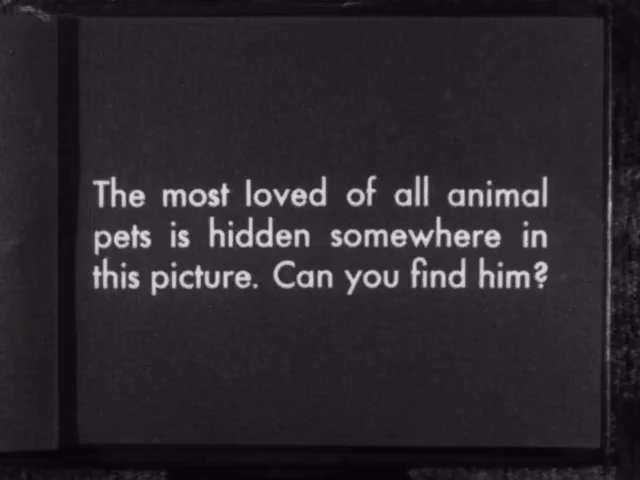 The most loved of all animal
pets is hidden somewhere in
this picture. Can you find him?